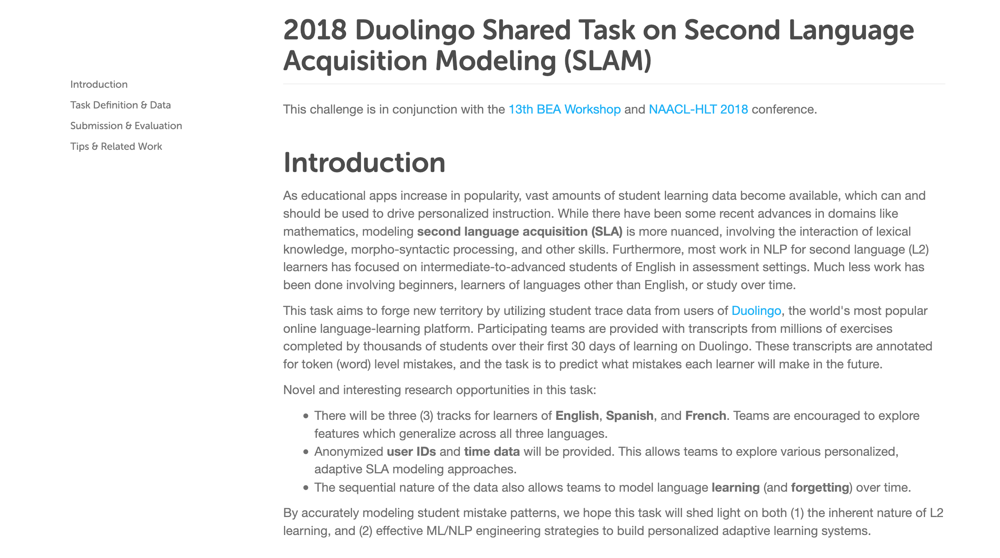 2018 Duolingo Shared Task on Second Language
Acquisition Modeling (SLAM)
Introduction
Task Definition & Data
Submission & Evaluation
Tips & Related Work
This challenge is in conjunction with the 13th BEA Workshop and NAACL-HLT 2018 conference.
Introduction
As educational apps increase in popularity, vast amounts of student learning data become available, which can and
should be used to drive personalized instruction. While there have been some recent advances in domains like
mathematics, modeling second language acquisition (SLA) is more nuanced, involving the interaction of lexical
knowledge, morpho-syntactic processing, and other skills. Furthermore, most work in NLP for second language (L2)
learners has focused on intermediate-to-advanced students of English in assessment settings. Much less work has
been done involving beginners, learners of languages other than English, or study over time.
This task aims to forge new territory by utilizing student trace data from users of Duolingo, the world's most popular
online language-learning platform. Participating teams are provided with transcripts from millions of exercises
completed by thousands of students over their first 30 days of learning on Duolingo. These transcripts are annotated
for token (word) level mistakes, and the task is to predict what mistakes each learner will make in the future.
Novel and interesting research opportunities in this task:
• There will be three (3) tracks for learners of English, Spanish, and French. Teams are encouraged to explore
features which generalize across all three languages.
• Anonymized user IDs and time data will be provided. This allows teams to explore various personalized,
adaptive SLA modeling approaches.
• The sequential nature of the data also allows teams to model language learning (and forgetting) over time.
By accurately modeling student mistake patterns, we hope this task will shed light on both (1) the inherent nature of L2
learning, and (2) effective ML/NLP engineering strategies to build personalized adaptive learning systems.